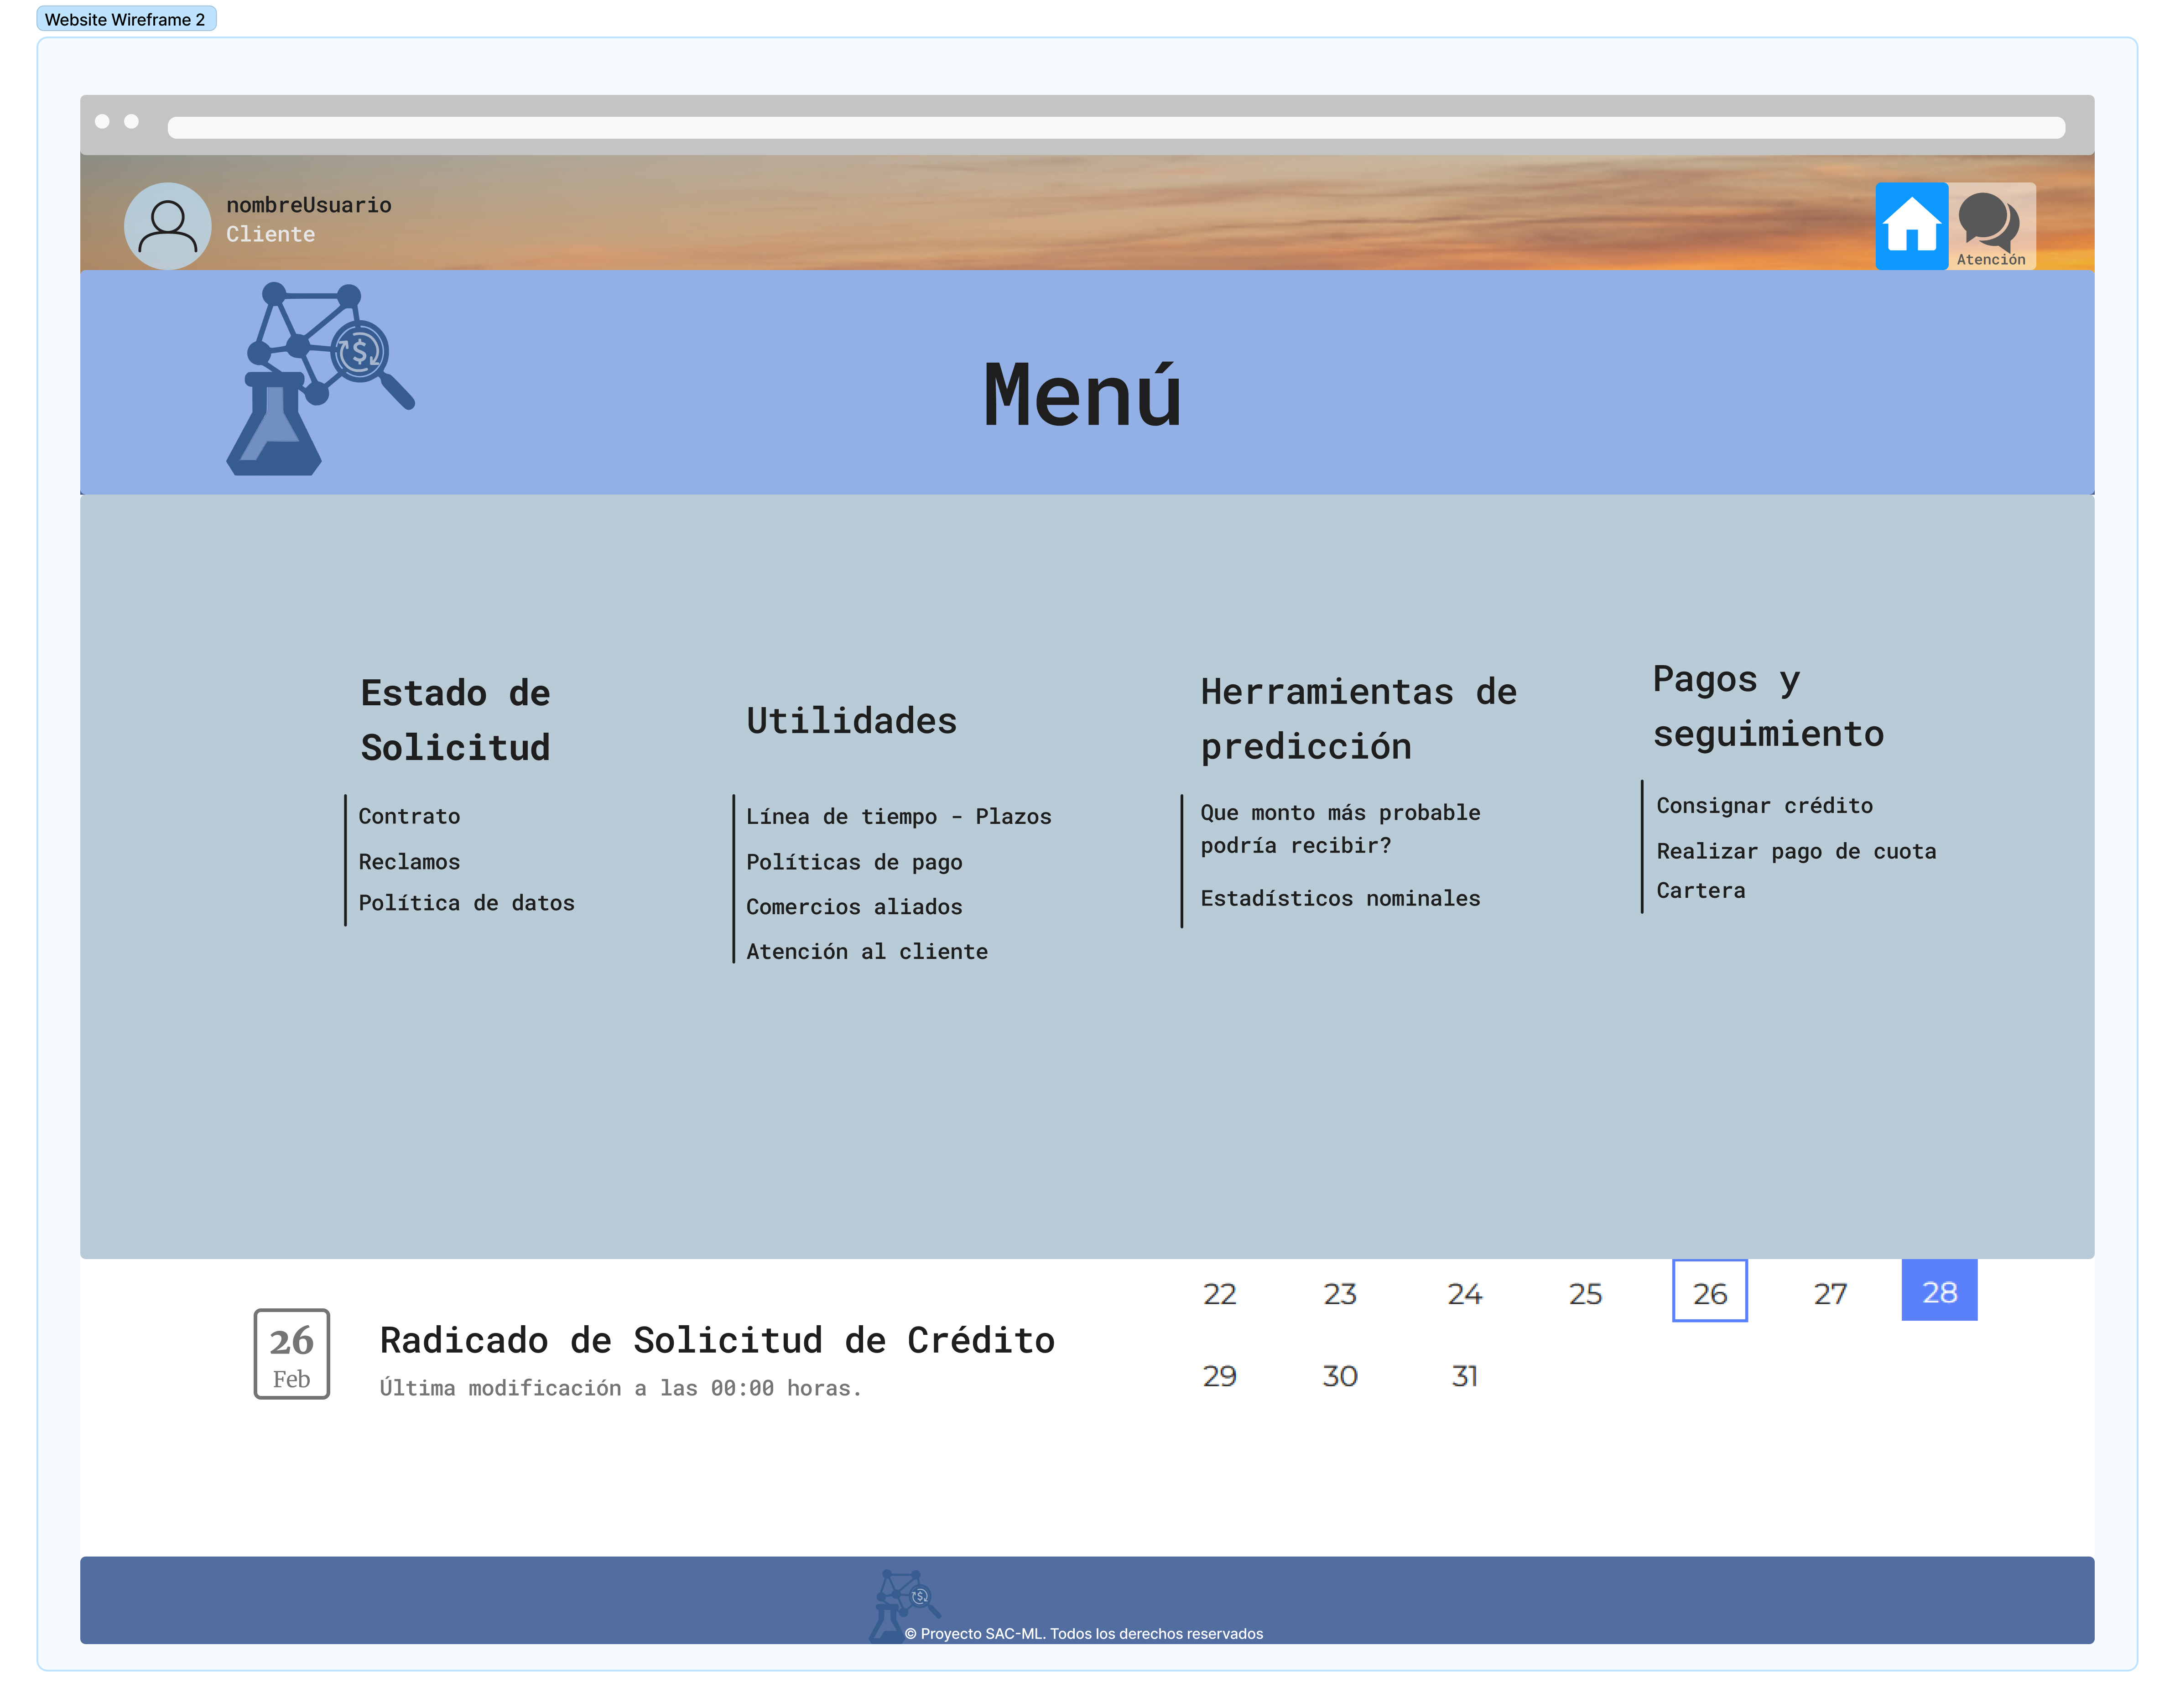 Website Wireframe 2
nombreUsuario
Cliente
Atención
$
Menú
Estado de
Solicitud
Contrato
Reclamos
Política de datos
Utilidades
Línea de tiempo - Plazos
Políticas de pago
Comercios aliados
Atención al cliente
Herramientas de
predicción
Que monto más probable
podría recibir?
Estadísticos nominales
Pagos y
seguimiento
Consignar crédito
Realizar pago de cuota
Cartera
26
Feb
Radicado de Solicitud de Crédito
Última modificación a las 00:00 horas.
22 23 24 25 26 27 28
29 30 31
$
© Proyecto SAC-ML. Todos los derechos reservados